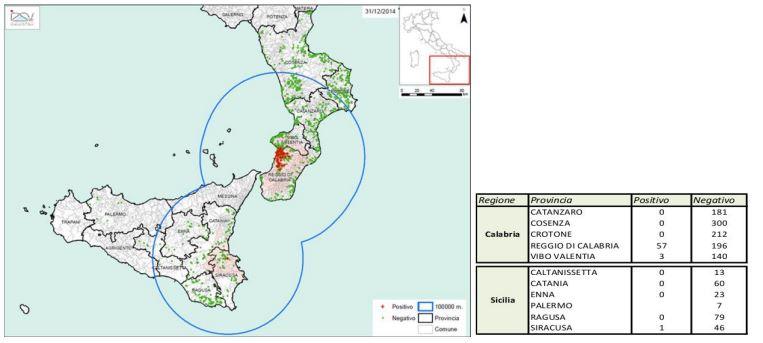 31/12/2014
SALERNO
POTENZA
MATERA
COSENZA
CROTONE
CATANZARO
VIBO VALENTIA
REGGIO DI CALABRIA
MESSINA
PALERMO
TRAPANI
CATANIA
ENNA
AGRIGENTO
CALTANISSETTA
SIRACUSA
RAGUSA
Positivo
Negativo
100000 m.
Provincia
Comune
Regione Provincia Positivo Negativo
Calabria
CATANZARO 0 181
COSENZA 0 300
CROTONE 0 212
REGGIO DI CALABRIA 57 196
VIBO VALENTIA 3 140
Sicilia
CALTANISSETTA 0 13
CATANIA 0 60
ENNA 0 23
PALERMO 7
RAGUSA 0 79
SIRACUSA 1 46